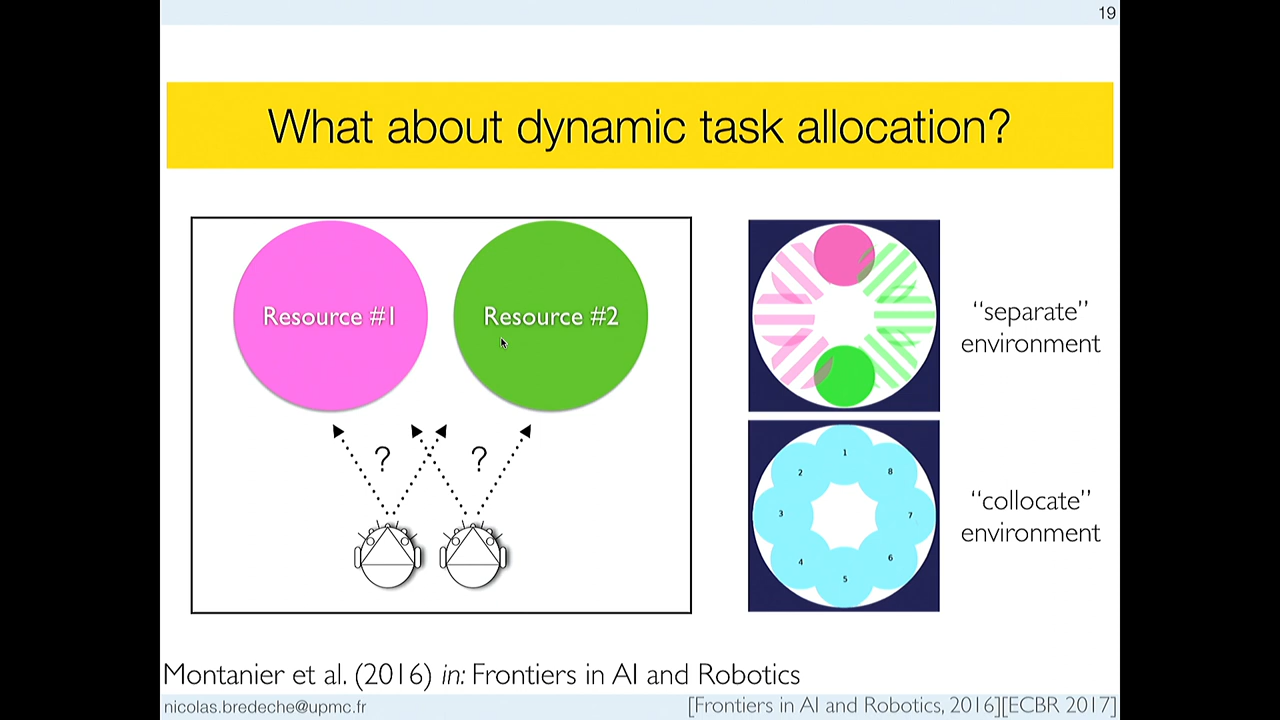 19
What about dynamic task allocation?
Resource #1
Resource #2
?
?
“separate”
environment
1
2
8
3
7
4
6
5
“collocate”
environment
Montanier et al. (2016) in: Frontiers in AI and Robotics
nicolas.bredeche@upmc.fr
[Frontiers in AI and Robotics, 2016][ECBR 2017]